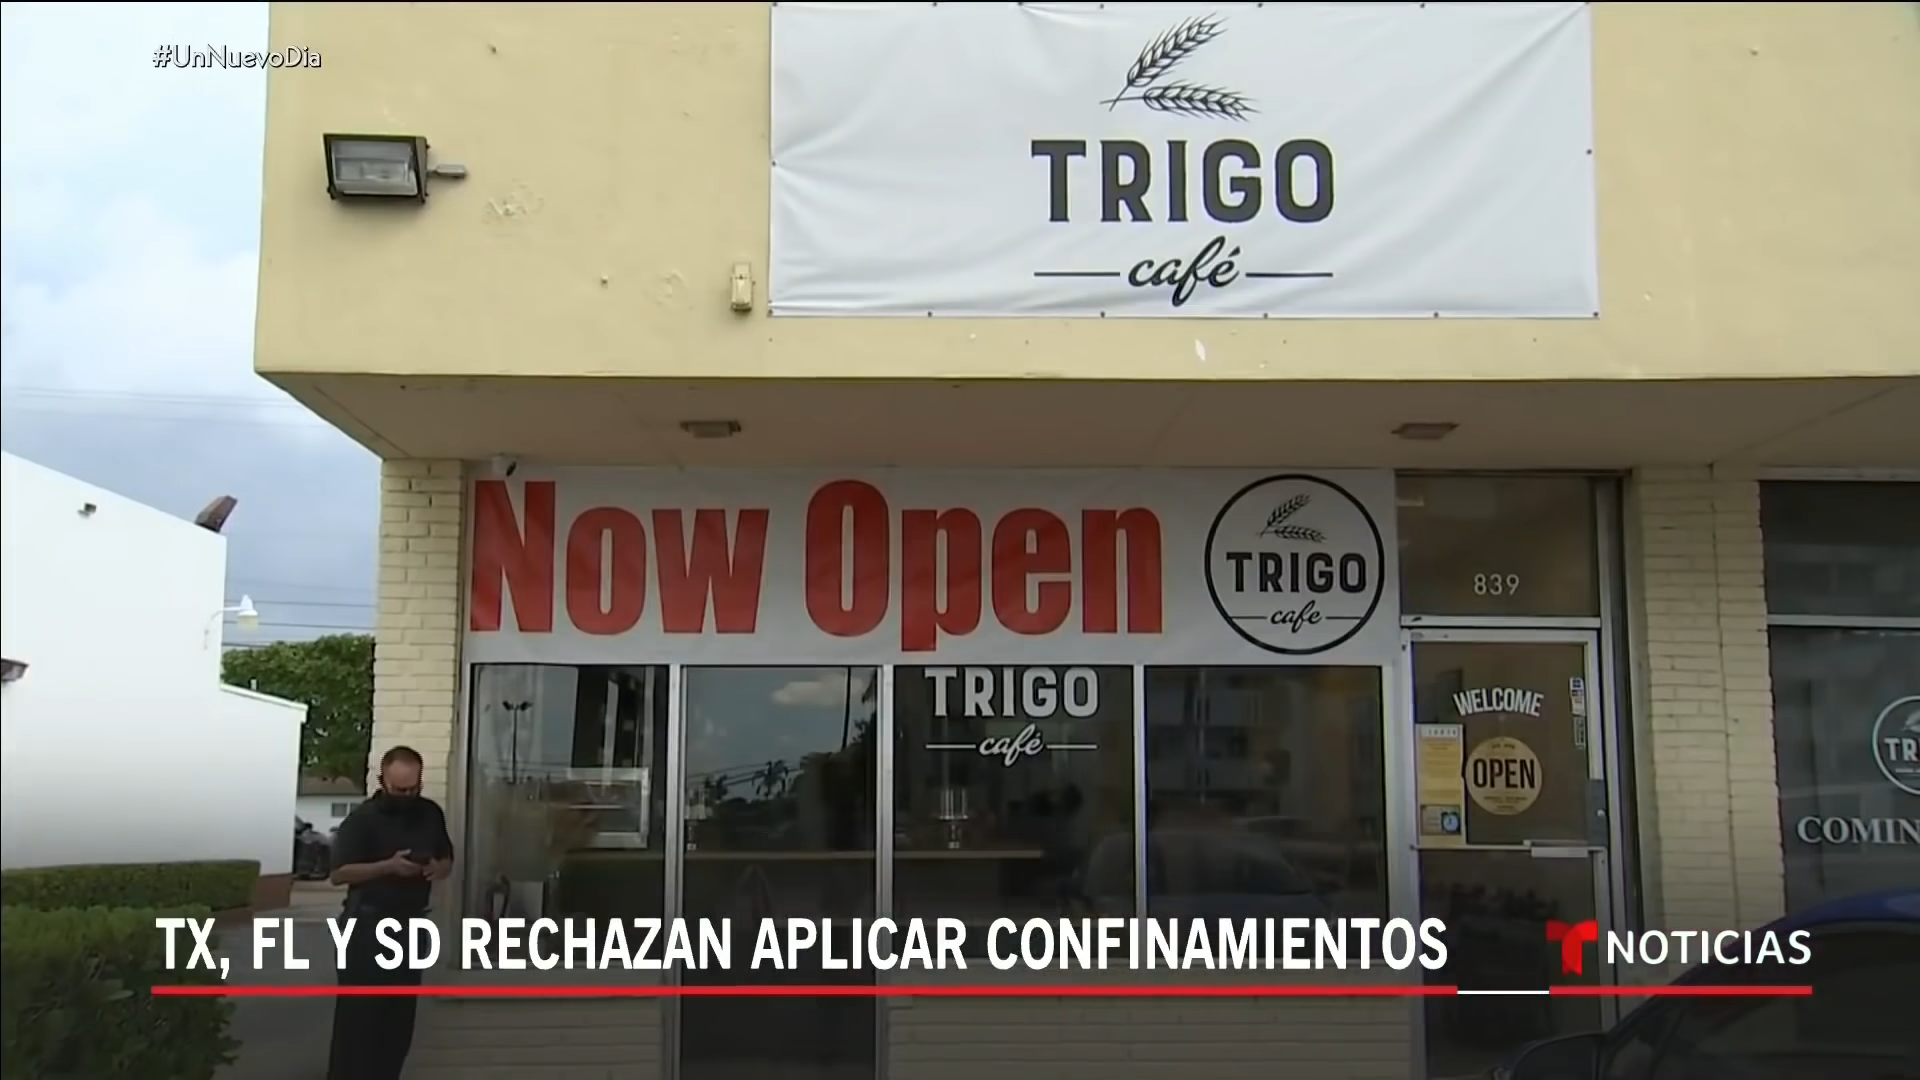 #UnNuevoDia
TRIGO
café
Now Open
TRIGO
cafe
839
TRIGO
café
WELCOME
OPEN
TR
COMIN
TX, FL Y SD RECHAZAN APLICAR CONFINAMIENTOS
NOTICIAS